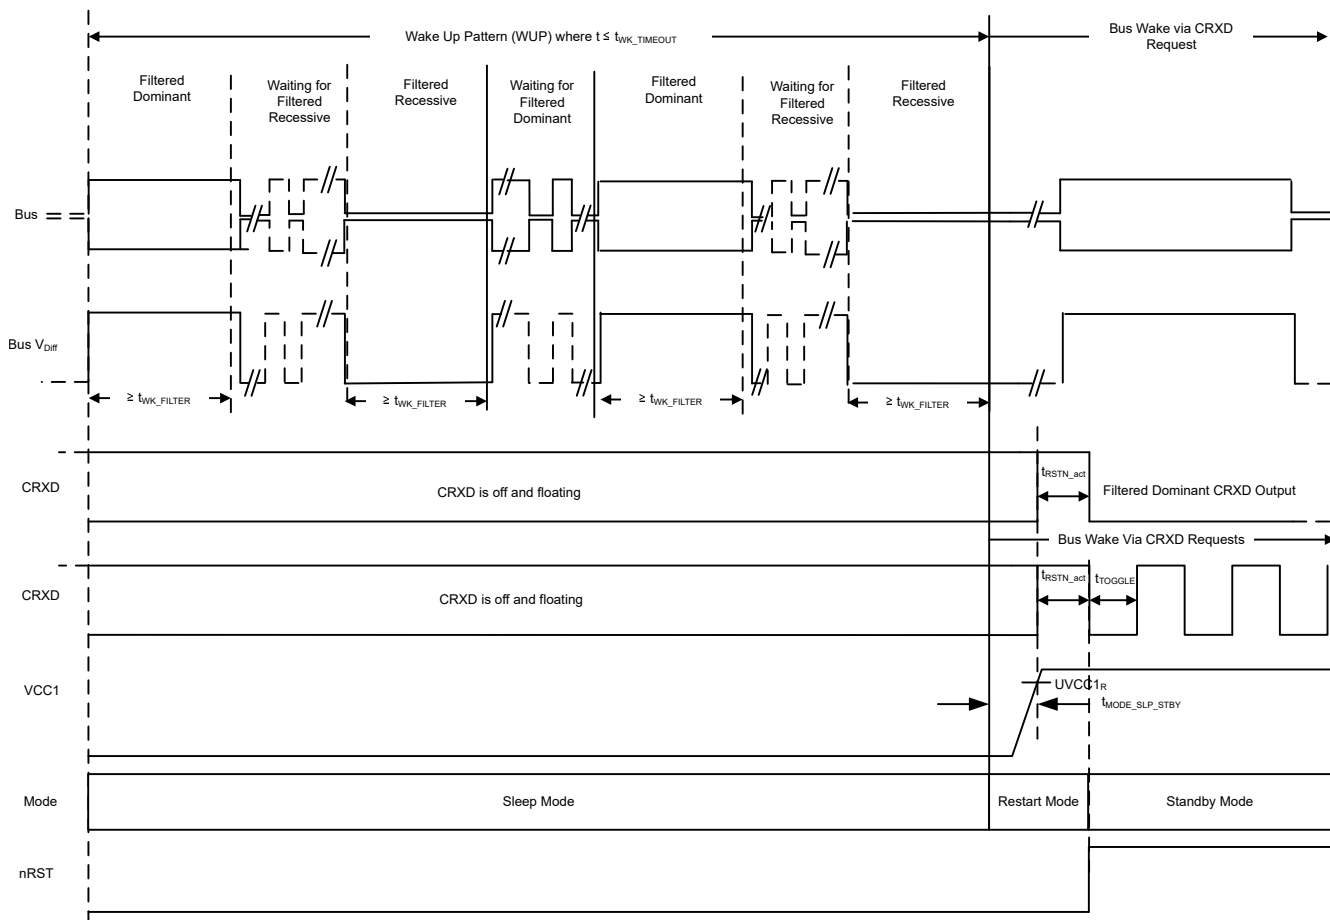 Wake Up Pattern (WUP) where t ≤ tWK_TIMEOUT
Bus Wake via CRXD
Request
Filtered
Dominant
Waiting for
Filtered
Recessive
Filtered
Recessive
Waiting for
Filtered
Dominant
Filtered
Dominant
Waiting for
Filtered
Recessive
Filtered
Recessive
Bus
Bus VDiff
≥ tWK_FILTER
≥ tWK_FILTER
≥ tWK_FILTER
≥ tWK_FILTER
CRXD
CRXD is off and floating
tRSTN_act
Filtered Dominant CRXD Output
Bus Wake Via CRXD Requests
CRXD
CRXD is off and floating
tRSTN_act
tTOGGLE
VCC1
UVCC1R
tMODE_SLP_STBY
Mode
Sleep Mode
Restart Mode
Standby Mode
nRST